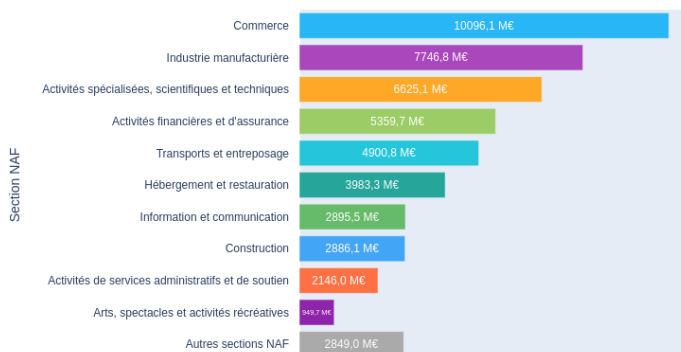 Section NAF
Commerce 10096,1 M€
Industrie manufacturière 7746,8 M€
Activités spécialisées, scientifiques et techniques 6625,1 M€
Activités financières et d'assurance 5359,7 M€
Transports et entreposage 4900,8 M€
Hébergement et restauration 3983,3 M€
Information et communication 2895,5 M€
Construction 2886,1 M€
Activités de services administratifs et de soutien 2146,0 M€
Arts, spectacles et activités récréatives 949,7 M€
Autres sections NAF 2849,0 M€